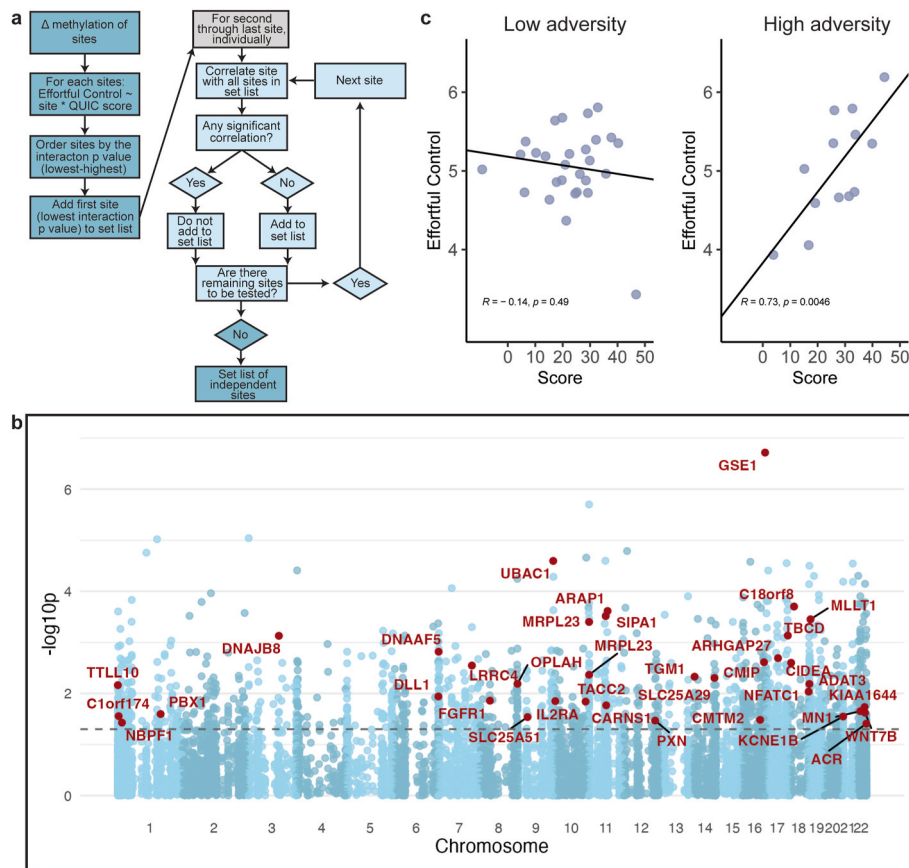 a
Δ methylation of
sites
For each sites:
Effortful Control ~
site * QUIC score
Order sites by the
interacton p value
(lowest-highest)
Add first site
(lowest interaction
p value) to set list
For second
through last site,
individually
Correlate site
with all sites in
set list
Next site
Any significant
correlation?
Yes
No
Do not
add to
set list
Add to
set list
Are there
remaining sites
to be tested?
Yes
No
Set list of
independent
sites
c
Low adversity
Effortful Control
6
5
4
R = − 0.14, p = 0.49
0 10 20 30 40 50
Score
High adversity
Effortful Control
6
5
4
R = 0.73, p = 0.0046
0 10 20 30 40 50
Score
b
-log10p
6
4
2
0
GSE1
UBAC1
ARAP1
C18orf8
MLLT1
MRPL23
SIPA1
TBCD
DNAJB8
DNAAF5
MRPL23
ARHGAP27
TTLL10
LRRC4
OPLAH
TGM1
CMIP
CIDEA
ADAT3
C1orf174
PBX1
DLL1
TACC2
SLC25A29
NFATC1
KIAA1644
NBPF1
FGFR1
IL2RA
CARNS1
CMTM2
MN1
SLC25A51
PXN
KCNE1B
WNT7B
ACR
1 2 3 4 5 6 7 8 9 10 11 12 13 14 15 16 17 18 19 20 21 22
Chromosome